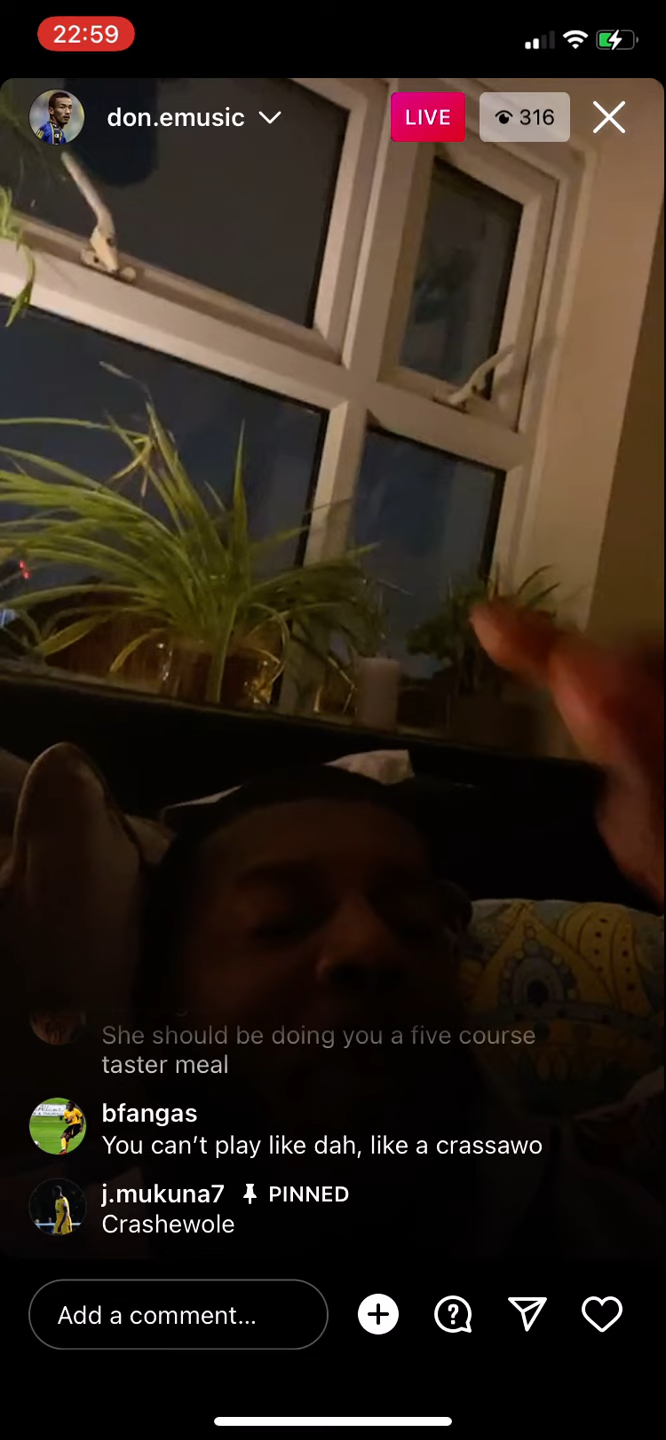 22:59
don.emusic
LIVE
316
She should be doing you a five course
taster meal
bfangas
You can’t play like dah, like a crassawo
j.mukuna7 PINNED
Crashewole
Add a comment...